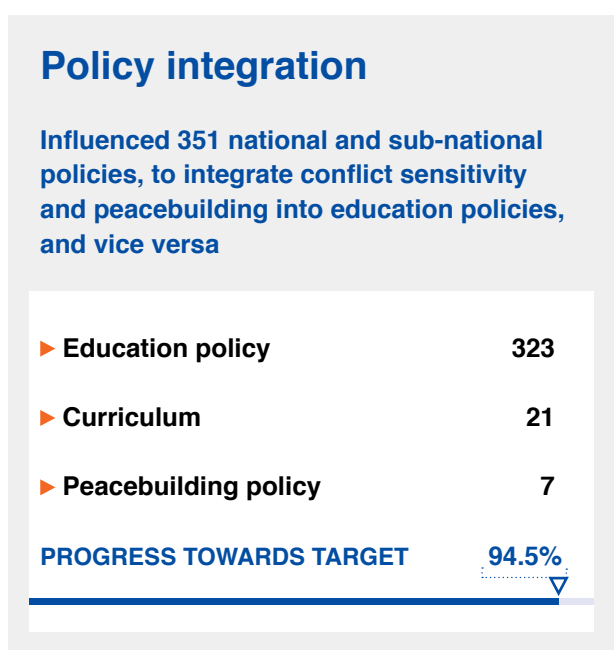 Policy integration
Influenced 351 national and sub-national
policies, to integrate conflict sensitivity
and peacebuilding into education policies,
and vice versa
Education policy 323
Curriculum 21
Peacebuilding policy 7
PROGRESS TOWARDS TARGET 94.5%